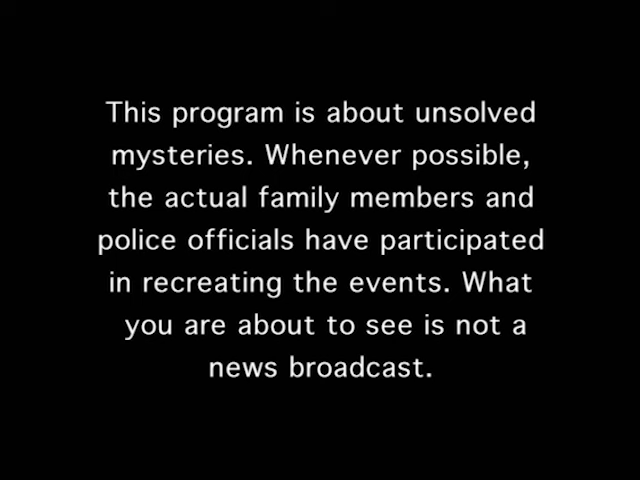 This program is about unsolved
mysteries. Whenever possible,
the actual family members and
police officials have participated
in recreating the events. What
you are about to see is not a
news broadcast.